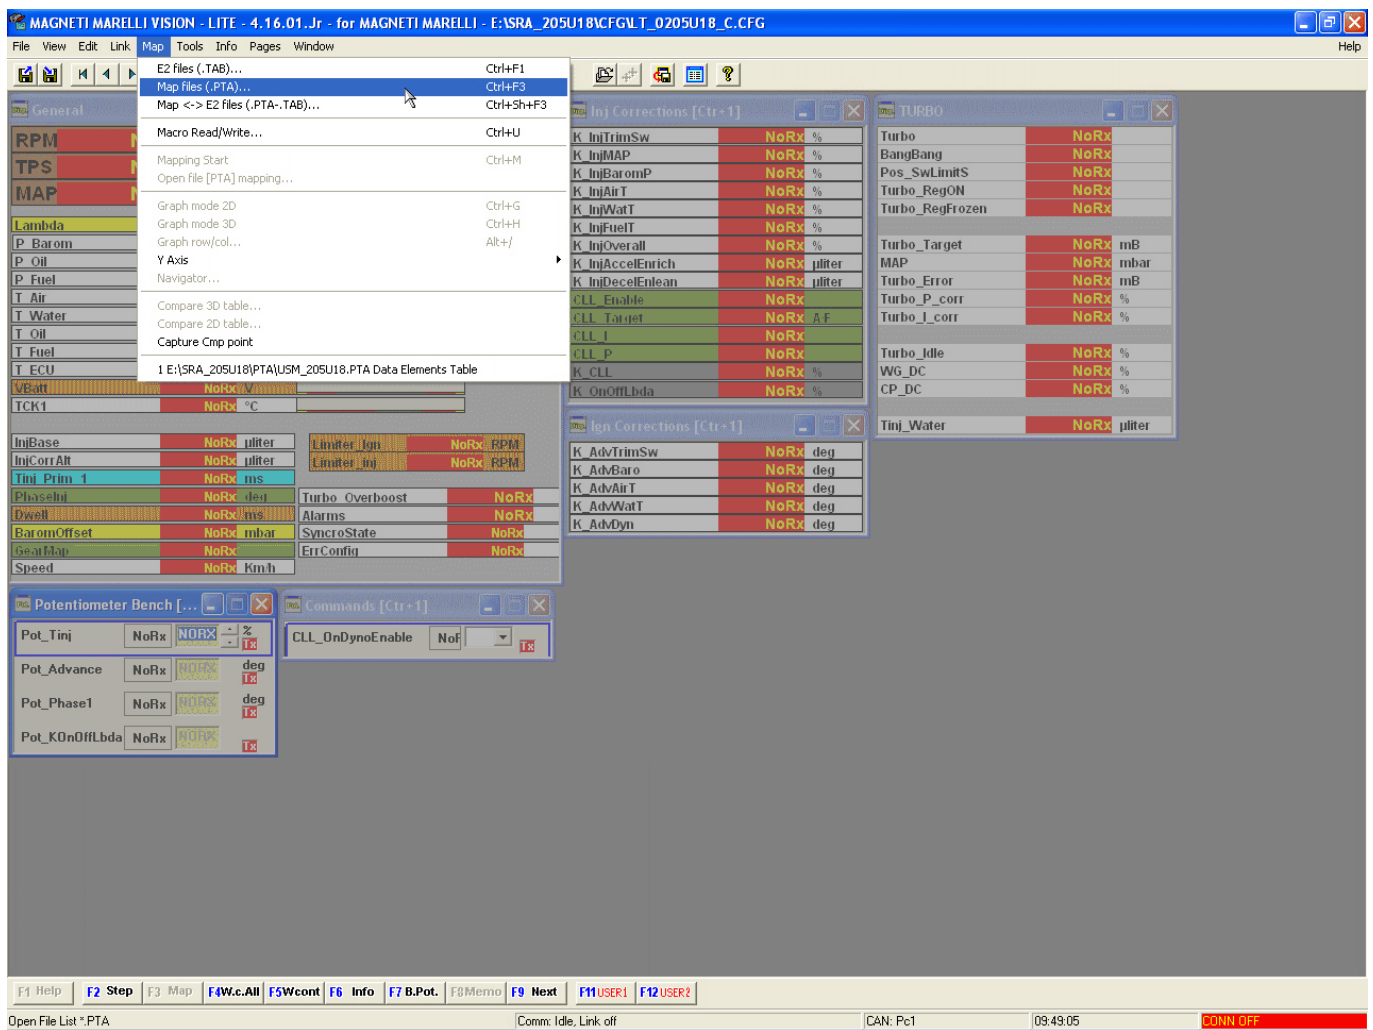 MAGNETI MARELLI VISION - LITE - 4.16.01.Jr - for MAGNETI MARELLI - E:\SRA_205U18\CFG\LT_0205U18_C.CFG
File View Edit Link Map Tools Info Pages Window Help
E2 files (.TAB)... Ctrl+F1
Map files (.PTA)... Ctrl+F3
Map <-> E2 files (.PTA-.TAB)... Ctrl+Sh+F3
Macro Read/Write... Ctrl+U
Mapping Start Ctrl+M
Open file [PTA] mapping...
Graph mode 2D Ctrl+G
Graph mode 3D Ctrl+H
Graph row/col... Alt+/
Y Axis
Navigator...
Compare 3D table...
Compare 2D table...
Capture Cmp point
1 E:\SRA_205U18\PTA\USM_205U18.PTA Data Elements Table
General
RPM
TPS
MAP
Lambda
P_Barom
P_Oil
P_Fuel
T_Air
T_Water
T_Oil
T_Fuel
T_ECU
VBatt NoRx V
TCK1 NoRx °C
InjBase NoRx µliter
InjCorrAlt NoRx µliter
Tinj_Prim_1 NoRx ms
PhaseInj NoRx deg
Dwell NoRx ms
BaromOffset NoRx mbar
GearMap NoRx
Speed NoRx Km/h
Limiter_Ign NoRx RPM
Limiter_Inj NoRx RPM
Turbo_Overboost NoRx
Alarms NoRx
SyncroState NoRx
ErrConfig NoRx
Inj Corrections [Ctr+1]
K_InjTrimSw NoRx %
K_InjMAP NoRx %
K_InjBaromP NoRx %
K_InjAirT NoRx %
K_InjWatT NoRx %
K_InjFuelT NoRx %
K_InjOverall NoRx %
K_InjAccelEnrich NoRx µliter
K_InjDecelEnlean NoRx µliter
CLL_Enable NoRx
CLL_Target NoRx A/F
CLL_I NoRx
CLL_P NoRx
K_CLL NoRx %
K_OnOffLbda NoRx %
Ign Corrections [Ctr+1]
K_AdvTrimSw NoRx deg
K_AdvBaro NoRx deg
K_AdvAirT NoRx deg
K_AdvWatT NoRx deg
K_AdvDyn NoRx deg
TURBO
Turbo NoRx
BangBang NoRx
Pos_SwLimitS NoRx
Turbo_RegON NoRx
Turbo_RegFrozen NoRx
Turbo_Target NoRx mB
MAP NoRx mbar
Turbo_Error NoRx mB
Turbo_P_corr NoRx %
Turbo_I_corr NoRx %
Turbo_Idle NoRx %
WG_DC NoRx %
CP_DC NoRx %
Tinj_Water NoRx µliter
Potentiometer Bench [...
Pot_Tinj NoRx NORX % Tx
Pot_Advance NoRx NORX deg Tx
Pot_Phase1 NoRx NORX deg Tx
Pot_KOnOffLbda NoRx NORX Tx
Commands [Ctr+1]
CLL_OnDynoEnable NoR Tx
F1 Help F2 Step F3 Map F4W.c.All F5Wcont F6 Info F7 B.Pot. F8Memo F9 Next F11USER1 F12USER2
Open File List *.PTA Comm: Idle, Link off CAN: Pc1 09:49:05 CONN OFF